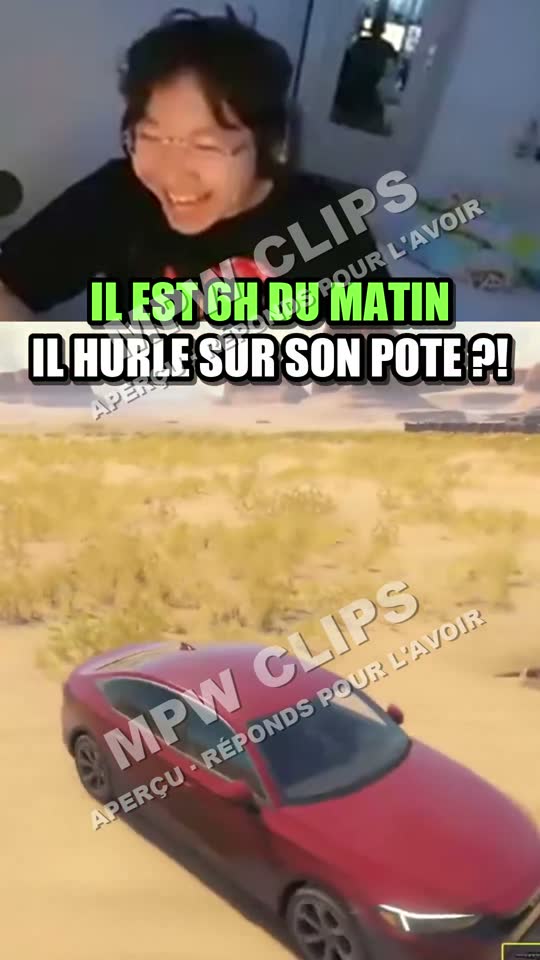 MPW CLIPS
APERÇU - RÉPONDS POUR L'AVOIR
IL EST 6H DU MATIN
IL HURLE SUR SON POTE ?!
MPW CLIPS
APERÇU - RÉPONDS POUR L'AVOIR